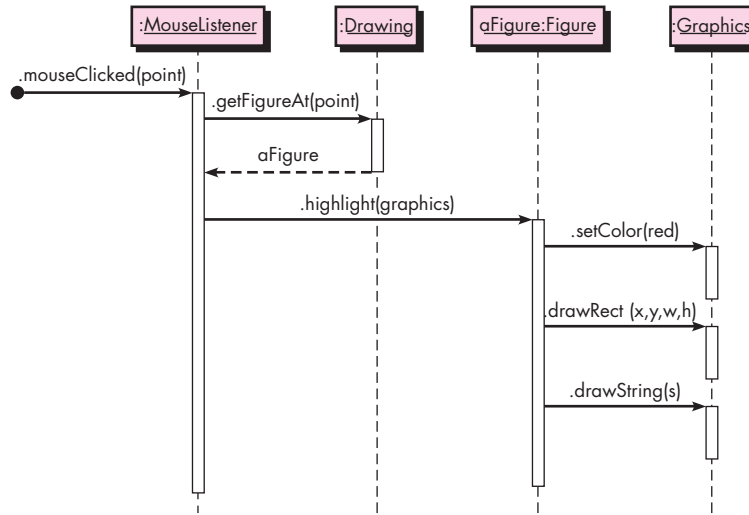 :MouseListener
:Drawing
aFigure:Figure
:Graphics
.mouseClicked(point)
.getFigureAt(point)
aFigure
.highlight(graphics)
.setColor(red)
.drawRect (x,y,w,h)
.drawString(s)